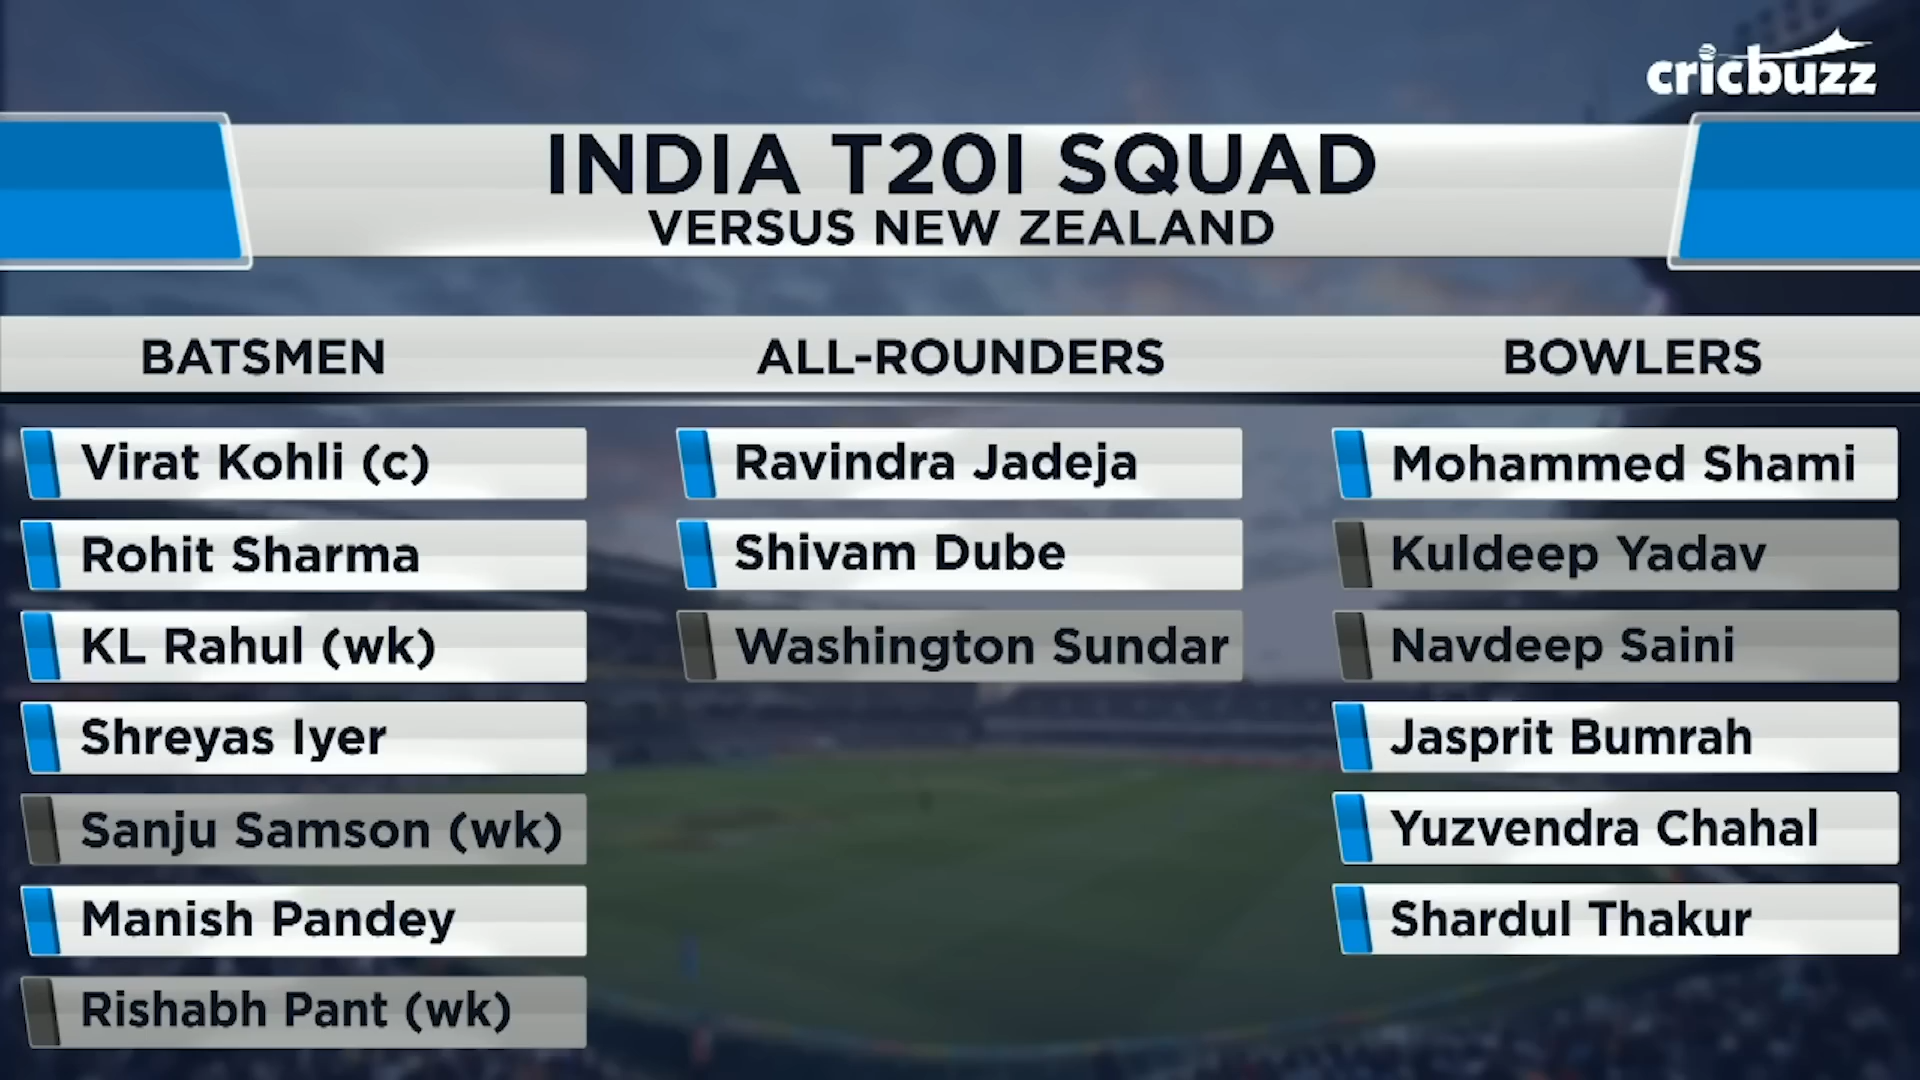 cricbuzz
INDIA T20I SQUAD
VERSUS NEW ZEALAND
BATSMEN
ALL-ROUNDERS
BOWLERS
Virat Kohli (c)
Rohit Sharma
KL Rahul (wk)
Shreyas Iyer
Sanju Samson (wk)
Manish Pandey
Rishabh Pant (wk)
Ravindra Jadeja
Shivam Dube
Washington Sundar
Mohammed Shami
Kuldeep Yadav
Navdeep Saini
Jasprit Bumrah
Yuzvendra Chahal
Shardul Thakur